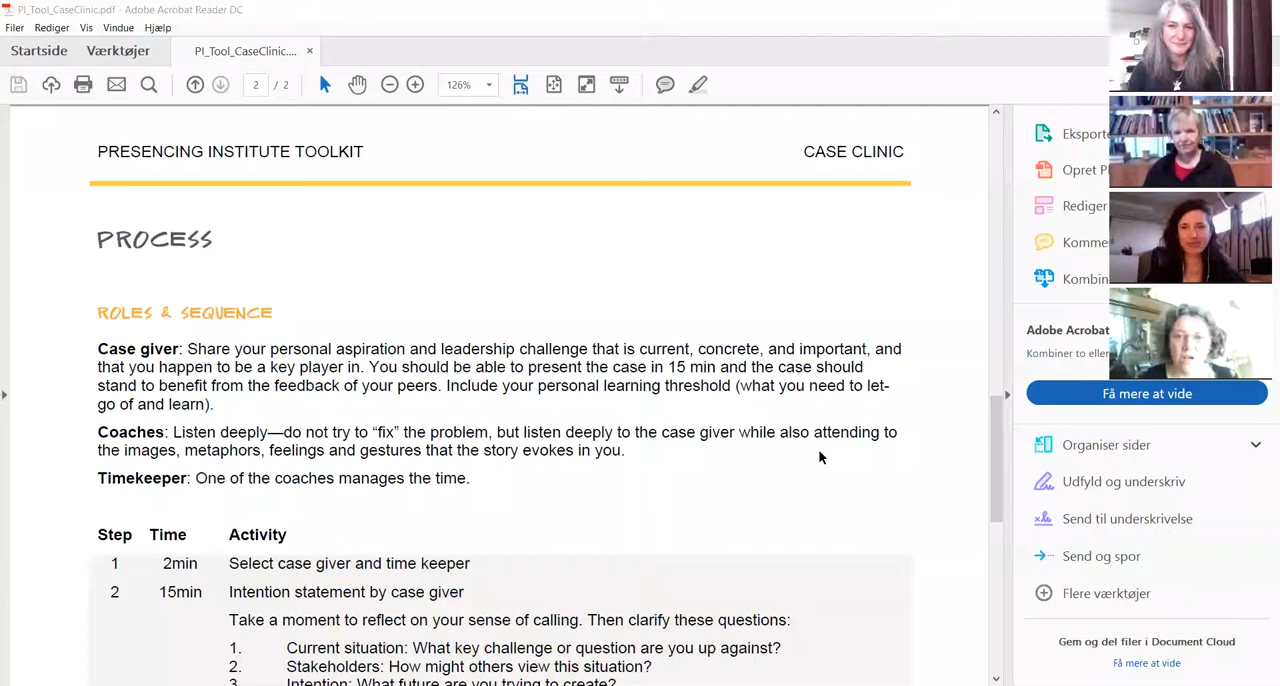 PI_Tool_CaseClinic.pdf - Adobe Acrobat Reader DC
Filer Rediger Vis Vindue Hjælp
Startside Værktøjer PI_Tool_CaseClinic.... ×
2 / 2 126%
PRESENCING INSTITUTE TOOLKIT CASE CLINIC
PROCESS
ROLES & SEQUENCE
Case giver: Share your personal aspiration and leadership challenge that is current, concrete, and important, and
that you happen to be a key player in. You should be able to present the case in 15 min and the case should
stand to benefit from the feedback of your peers. Include your personal learning threshold (what you need to let-
go of and learn).
Coaches: Listen deeply—do not try to “fix” the problem, but listen deeply to the case giver while also attending to
the images, metaphors, feelings and gestures that the story evokes in you.
Timekeeper: One of the coaches manages the time.
Step Time Activity
1 2min Select case giver and time keeper
2 15min Intention statement by case giver
Take a moment to reflect on your sense of calling. Then clarify these questions:
1. Current situation: What key challenge or question are you up against?
2. Stakeholders: How might others view this situation?
3. Intention: What future are you trying to create?
Eksporte
Opret P
Rediger
Komme
Kombin
Adobe Acrobat
Kombiner to eller
Få mere at vide
Organiser sider
Udfyld og underskriv
Send til underskrivelse
Send og spor
Flere værktøjer
Gem og del filer i Document Cloud
Få mere at vide